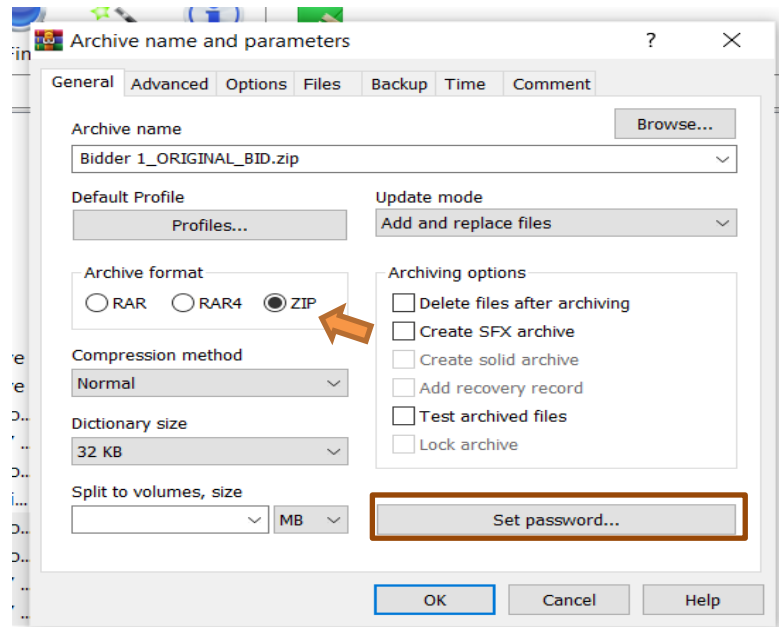 Archive name and parameters ?
General Advanced Options Files Backup Time Comment
Archive name
Browse...
Bidder 1_ORIGINAL_BID.zip
Default Profile
Update mode
Profiles...
Add and replace files
Archive format
Archiving options
RAR RAR4 ZIP
Delete files after archiving
Create SFX archive
Compression method
Create solid archive
Normal
Add recovery record
Dictionary size
Test archived files
32 KB
Lock archive
Split to volumes, size
MB
Set password...
OK Cancel Help